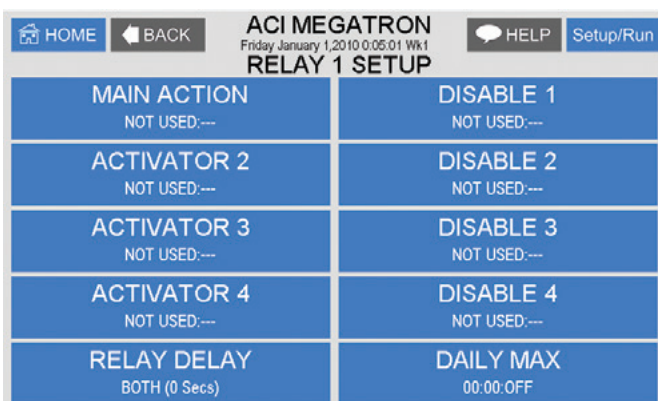 HOME
BACK
ACI MEGATRON
Friday January 1,2010 0:05:01 Wk1
RELAY 1 SETUP
HELP
Setup/Run
MAIN ACTION
NOT USED:---
DISABLE 1
NOT USED:---
ACTIVATOR 2
NOT USED:---
DISABLE 2
NOT USED:---
ACTIVATOR 3
NOT USED:---
DISABLE 3
NOT USED:---
ACTIVATOR 4
NOT USED:---
DISABLE 4
NOT USED:---
RELAY DELAY
BOTH (0 Secs)
DAILY MAX
00:00:OFF